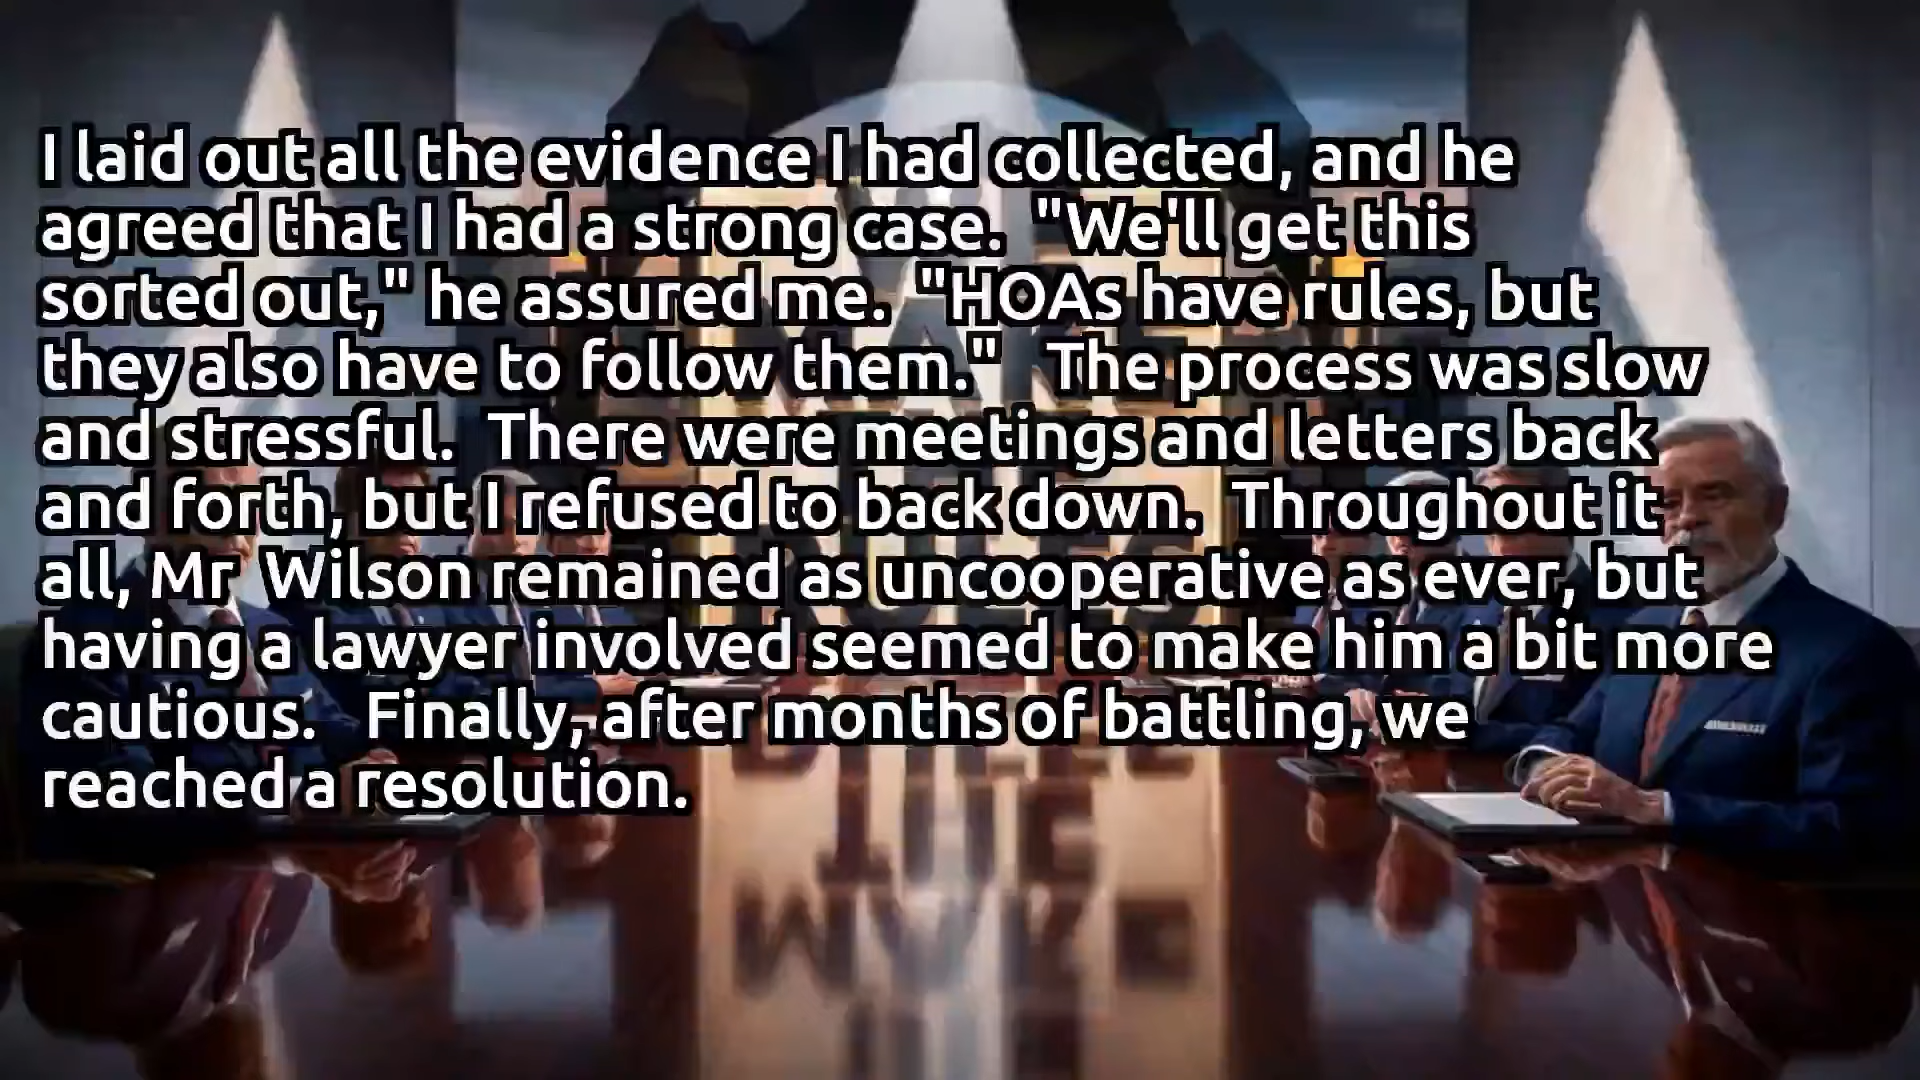 I laid out all the evidence I had collected, and he
agreed that I had a strong case.  "We'll get this
sorted out," he assured me.  "HOAs have rules, but
they also have to follow them."   The process was slow
and stressful.  There were meetings and letters back
and forth, but I refused to back down.  Throughout it
all, Mr  Wilson remained as uncooperative as ever, but
having a lawyer involved seemed to make him a bit more
cautious.   Finally, after months of battling, we
reached a resolution.